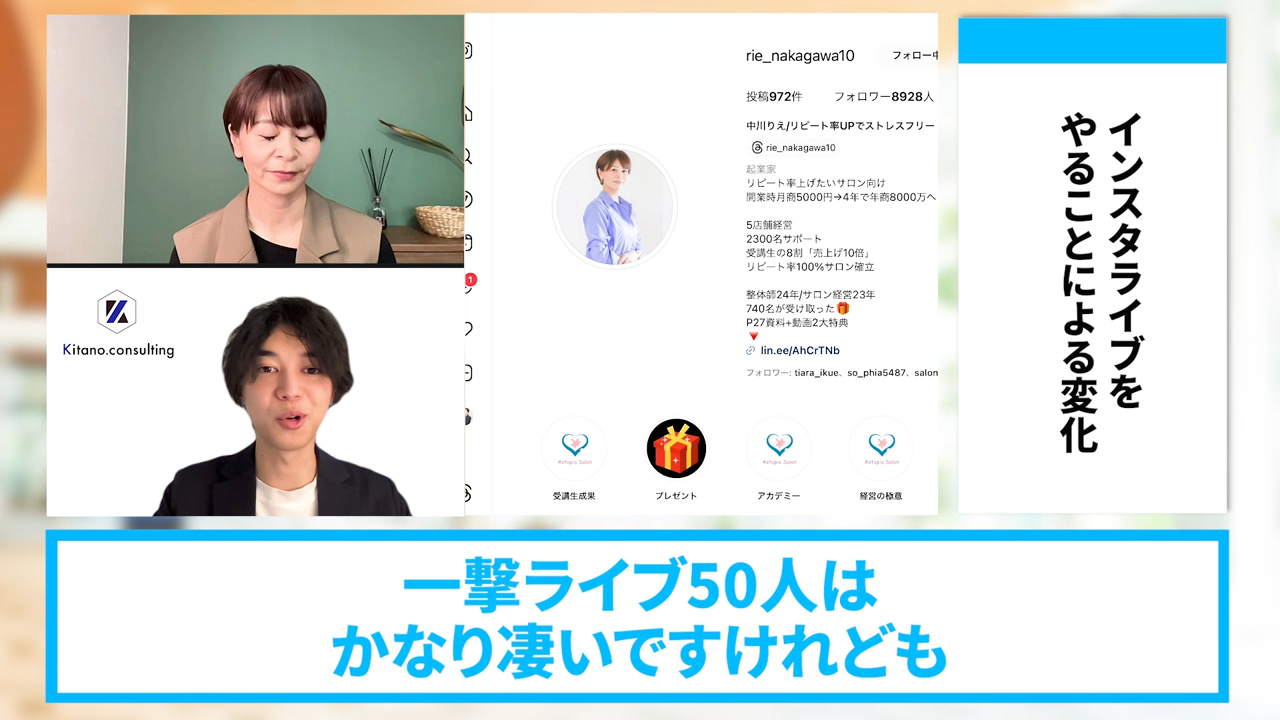 Kitano.consulting
rie_nakagawa10
フォロー中
投稿972件 フォロワー8928人
中川りえ/リピート率UPでストレスフリー
rie_nakagawa10
起業家
リピート率上げたいサロン向け
開業時月商5000円→4年で年商8000万へ
5店舗経営
2300名サポート
受講生の8割「売上げ10倍」
リピート率100%サロン確立
整体師24年/サロン経営23年
740名が受け取った🎁
P27資料+動画2大特典
🔻
lin.ee/AhCrTNb
フォロワー: tiara_ikue、so_phia5487、salon
1
Astopia Salon
Astopia Salon
Astopia Salon
受講生成果
プレゼント
アカデミー
経営の極意
インスタライブを
やることによる変化
一撃ライブ50人は
かなり凄いですけれども